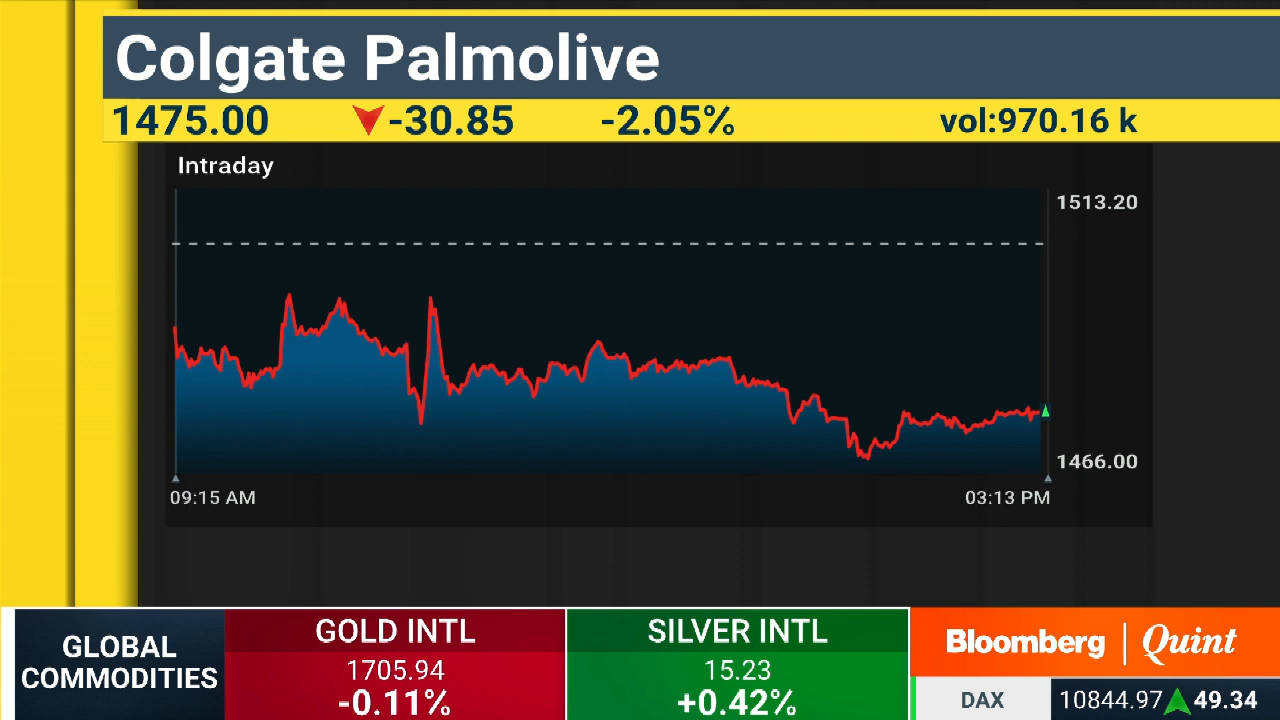 Colgate Palmolive
1475.00 -30.85 -2.05% vol:970.16 k
Intraday
1513.20
1466.00
09:15 AM 03:13 PM
GLOBAL COMMODITIES
GOLD INTL
1705.94
-0.11%
SILVER INTL
15.23
+0.42%
Bloomberg | Quint
DAX 10844.97 49.34